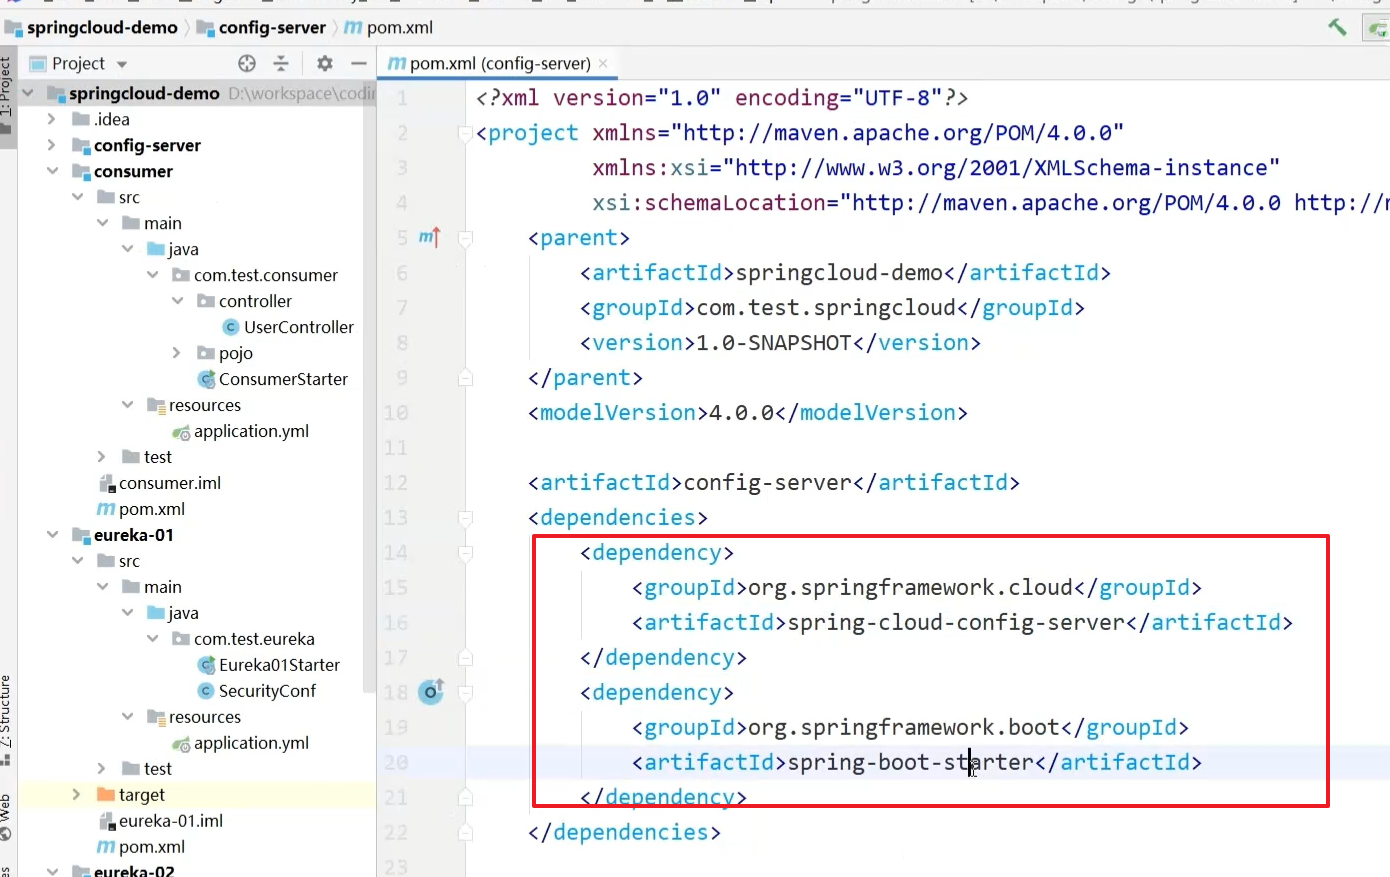 springcloud-demo config-server pom.xml
Project
pom.xml (config-server)
1: Project
springcloud-demo D:\workspace\codin
.idea
config-server
consumer
src
main
java
com.test.consumer
controller
UserController
pojo
ConsumerStarter
resources
application.yml
test
consumer.iml
pom.xml
eureka-01
src
main
java
com.test.eureka
Eureka01Starter
SecurityConf
resources
application.yml
test
target
eureka-01.iml
pom.xml
eureka-02
Z: Structure
Web
1 <?xml version="1.0" encoding="UTF-8"?>
2 <project xmlns="http://maven.apache.org/POM/4.0.0"
3 xmlns:xsi="http://www.w3.org/2001/XMLSchema-instance"
4 xsi:schemaLocation="http://maven.apache.org/POM/4.0.0 http://
5 <parent>
6 <artifactId>springcloud-demo</artifactId>
7 <groupId>com.test.springcloud</groupId>
8 <version>1.0-SNAPSHOT</version>
9 </parent>
10 <modelVersion>4.0.0</modelVersion>
11
12 <artifactId>config-server</artifactId>
13 <dependencies>
14 <dependency>
15 <groupId>org.springframework.cloud</groupId>
16 <artifactId>spring-cloud-config-server</artifactId>
17 </dependency>
18 <dependency>
19 <groupId>org.springframework.boot</groupId>
20 <artifactId>spring-boot-starter</artifactId>
21 </dependency>
22 </dependencies>
23